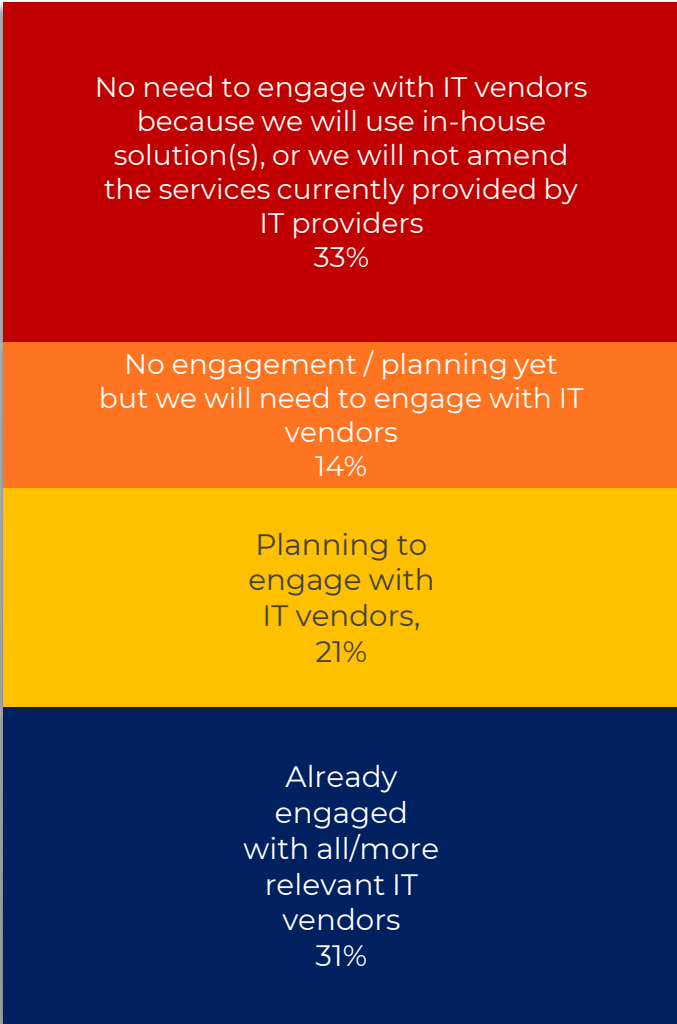 No need to engage with IT vendors
because we will use in-house
solution(s), or we will not amend
the services currently provided by
IT providers
33%
No engagement / planning yet
but we will need to engage with IT
vendors
14%
Planning to
engage with
IT vendors,
21%
Already
engaged
with all/more
relevant IT
vendors
31%